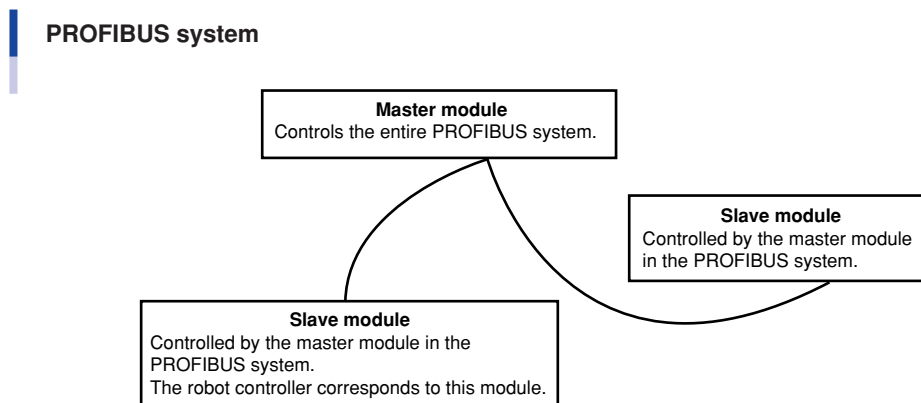 PROFIBUS system
Master module
Controls the entire PROFIBUS system.
Slave module
Controlled by the master module
in the PROFIBUS system.
Slave module
Controlled by the master module in the
PROFIBUS system.
The robot controller corresponds to this module.